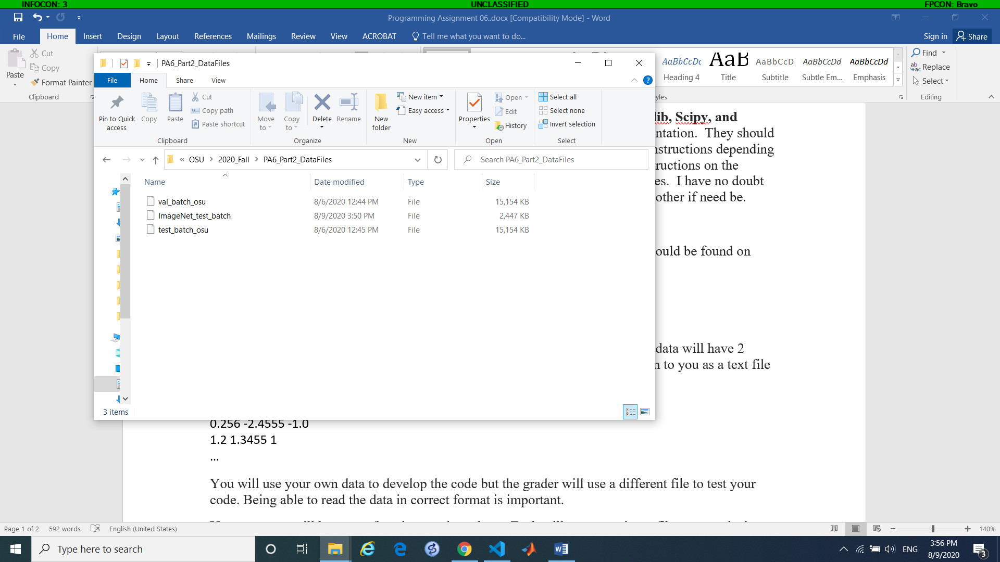 INFOCON: 3 UNCLASSIFIED FPCON: Bravo
Programming Assignment 06..docx [Compatibility Mode] - Word
File Home Insert Design Layout References Mailings Review View ACROBAT Tell me what you want to do... Sign in Share
Paste Cut
Copy
Format Painter
Clipboard
AaBbCcDc AaB AaBbCcD AaBbCcDd AaBbCcDd
Heading 4 Title Subtitle Subtle Em... Emphasis
Find
Replace
Select
Editing
PA6_Part2_DataFiles
File Home Share View
Pin to Quick access
Copy
Paste
Cut
Copy path
Paste shortcut
Clipboard
Move to
Copy to
Delete
Rename
Organize
New folder
New item
Easy access
New
Properties
Open
Edit
History
Open
Select all
Select none
Invert selection
Select
« OSU > 2020_Fall > PA6_Part2_DataFiles
Search PA6_Part2_DataFiles
Name Date modified Type Size
val_batch_osu 8/6/2020 12:44 PM File 15,154 KB
ImageNet_test_batch 8/9/2020 3:50 PM File 2,447 KB
test_batch_osu 8/6/2020 12:45 PM File 15,154 KB
3 items
lib, Scipy, and
ntation. They should
nstructions depending
ructions on the
es. I have no doubt
other if need be.
ould be found on
data will have 2
n to you as a text file
0.256 -2.4555 -1.0
1.2 1.3455 1
...
You will use your own data to develop the code but the grader will use a different file to test your
code. Being able to read the data in correct format is important.
Page 1 of 2 592 words English (United States) 140%
Type here to search
ENG
3:56 PM
8/9/2020
3